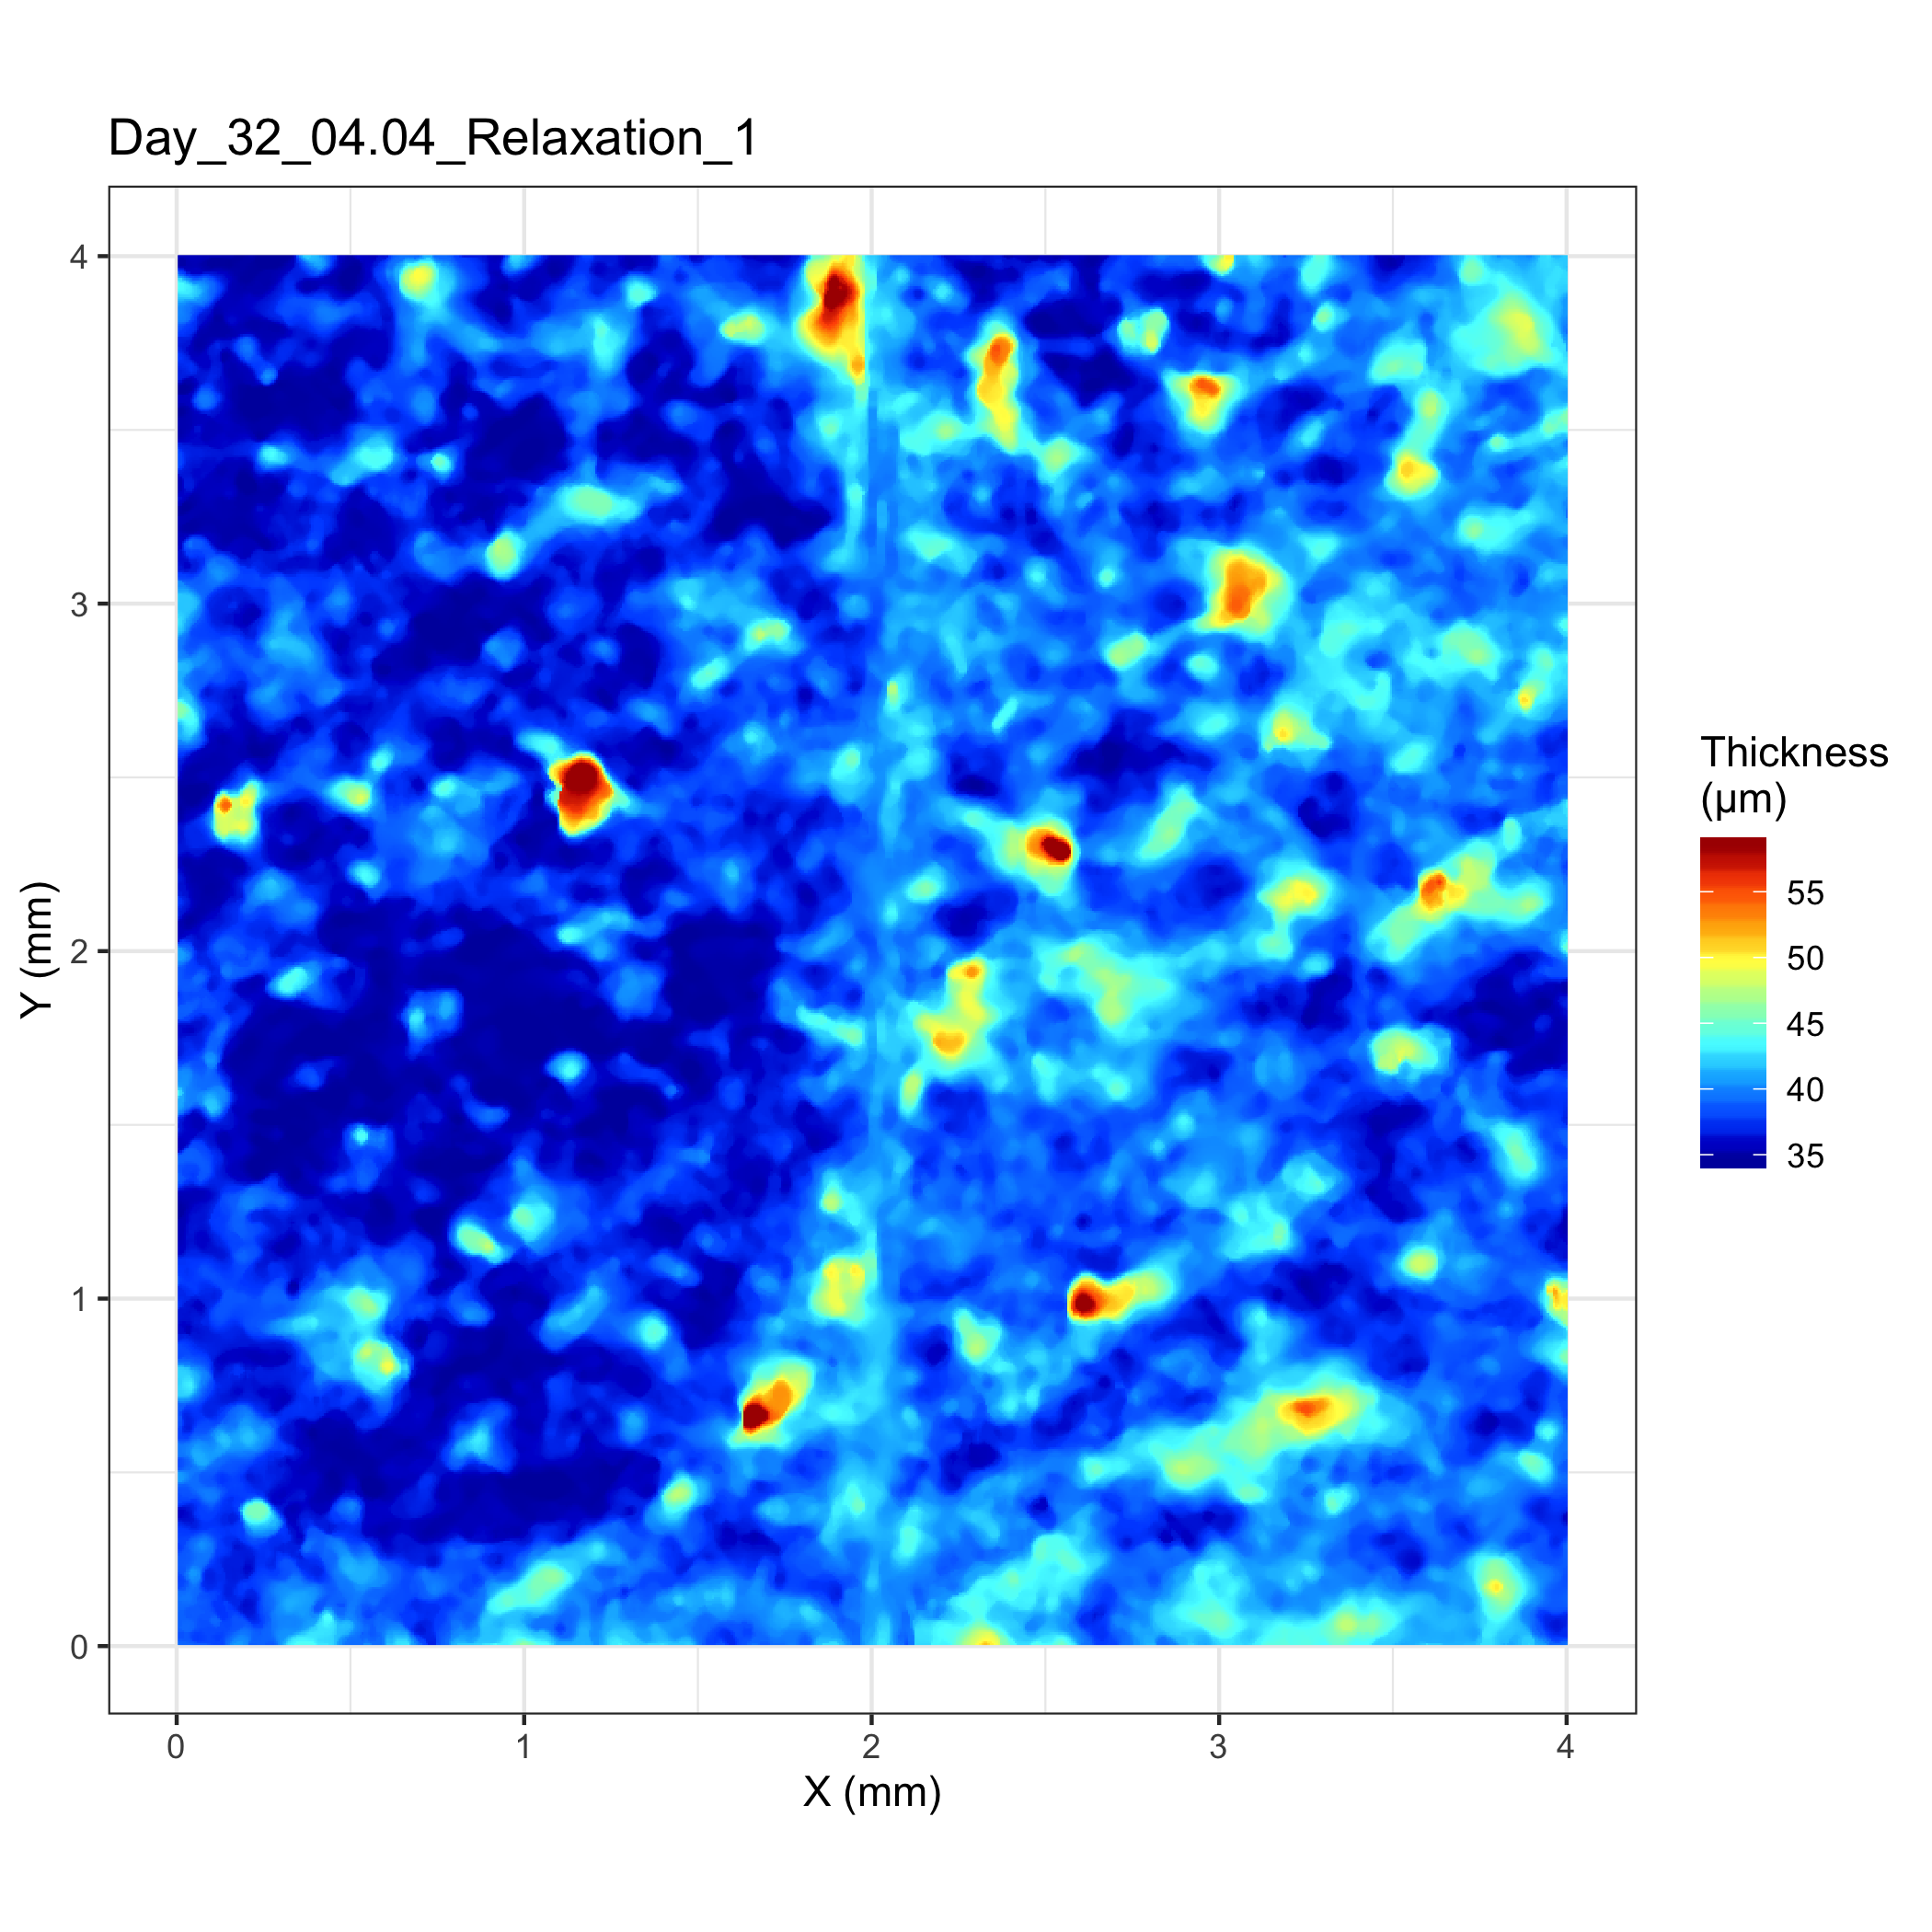 Day_32_04.04_Relaxation_1
4
3
2
1
0
Y (mm)
0 1 2 3 4
X (mm)
Thickness
(μm)
55
50
45
40
35